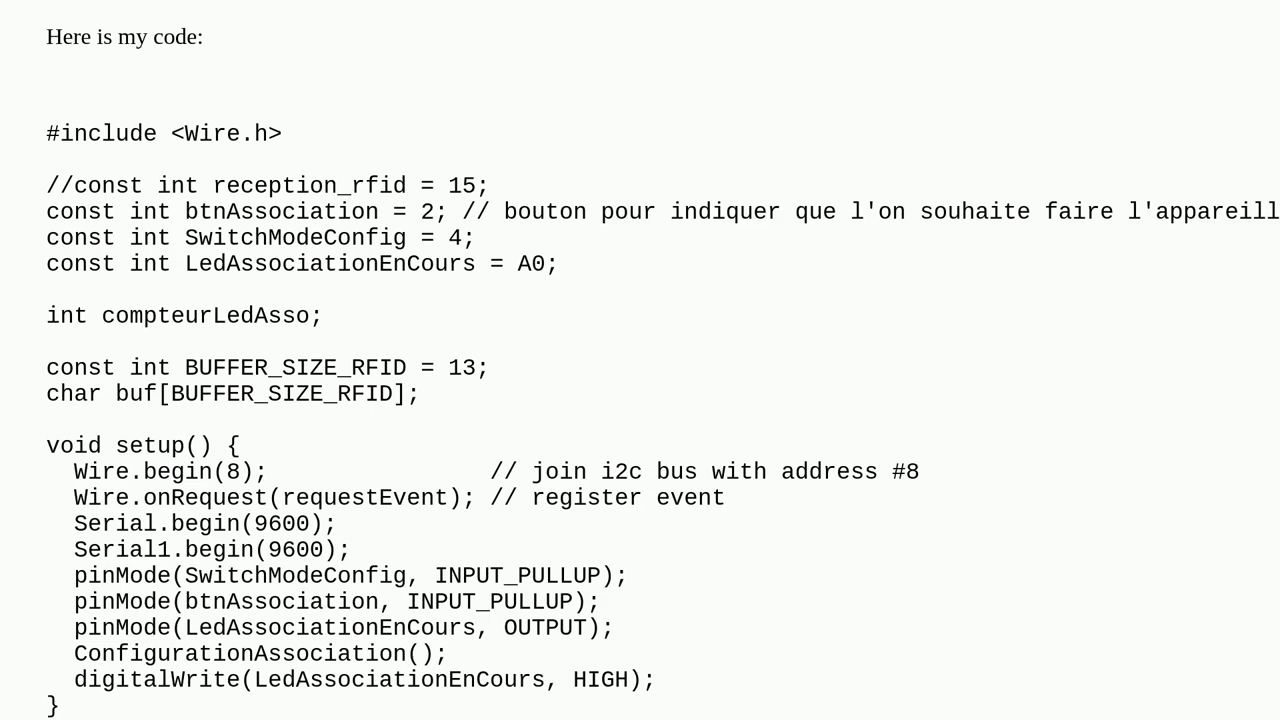 Here is my code:
#include <Wire.h>
//const int reception_rfid = 15;
const int btnAssociation = 2; // bouton pour indiquer que l'on souhaite faire l'appareill
const int SwitchModeConfig = 4;
const int LedAssociationEnCours = A0;
int compteurLedAsso;
const int BUFFER_SIZE_RFID = 13;
char buf[BUFFER_SIZE_RFID];
void setup() {
  Wire.begin(8);                // join i2c bus with address #8
  Wire.onRequest(requestEvent); // register event
  Serial.begin(9600);
  Serial1.begin(9600);
  pinMode(SwitchModeConfig, INPUT_PULLUP);
  pinMode(btnAssociation, INPUT_PULLUP);
  pinMode(LedAssociationEnCours, OUTPUT);
  ConfigurationAssociation();
  digitalWrite(LedAssociationEnCours, HIGH);
}